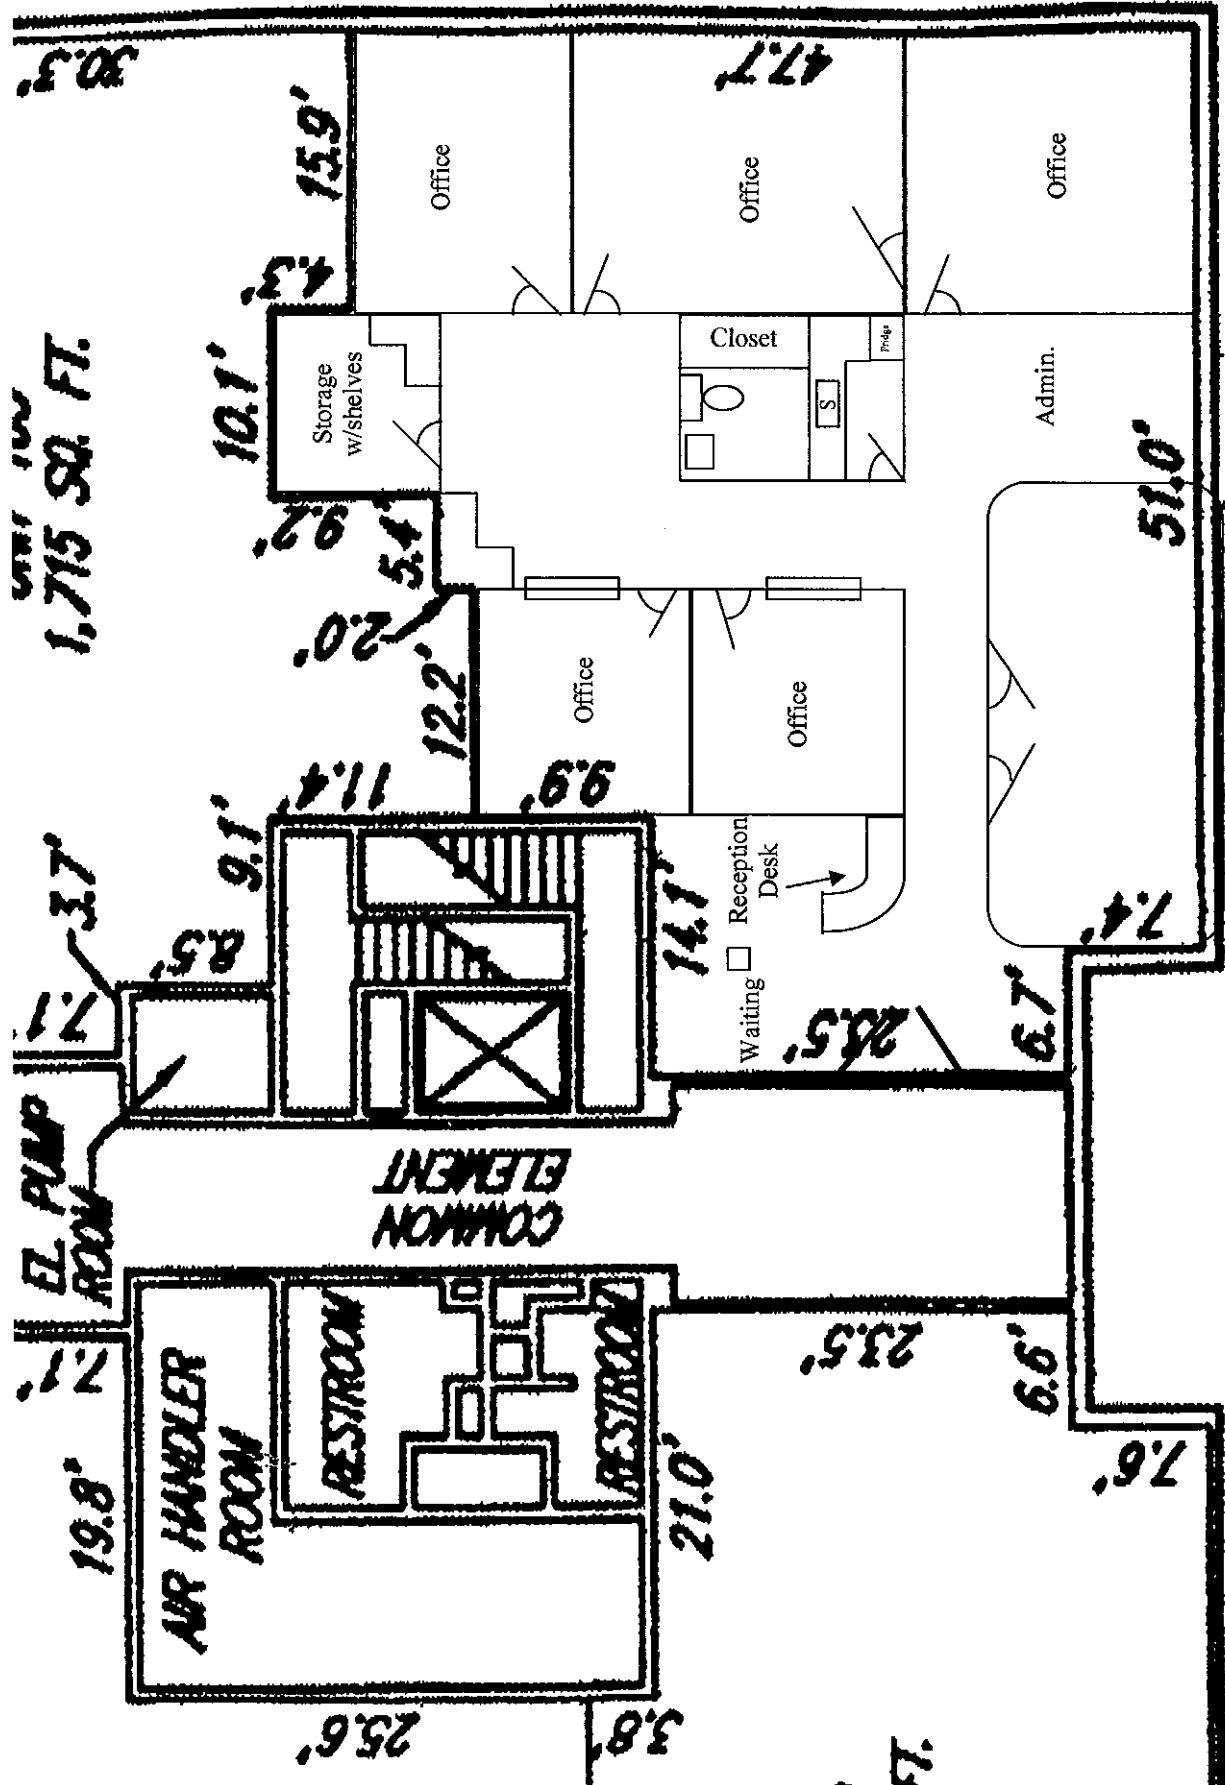 30.3'
15.9'
47.7'
Office
Office
Office
4.3'
10.1'
1,715 SQ. FT.
Storage
w/shelves
Closet
Fridge
S
Admin.
51.0'
9.2'
5.4'
2.0'
12.2'
Office
Office
11.4'
9.9'
9.1'
3.7'
8.5'
7.1'
14.1'
Reception
Desk
Waiting
7.4'
6.7'
EL. PUMP
ROOM
COMMON
ELEMENT
7.1'
19.8'
AIR HANDLER
ROOM
RESTROOM
RESTROOM
23.5'
9.9'
21.0'
7.6'
25.6'
3.8'